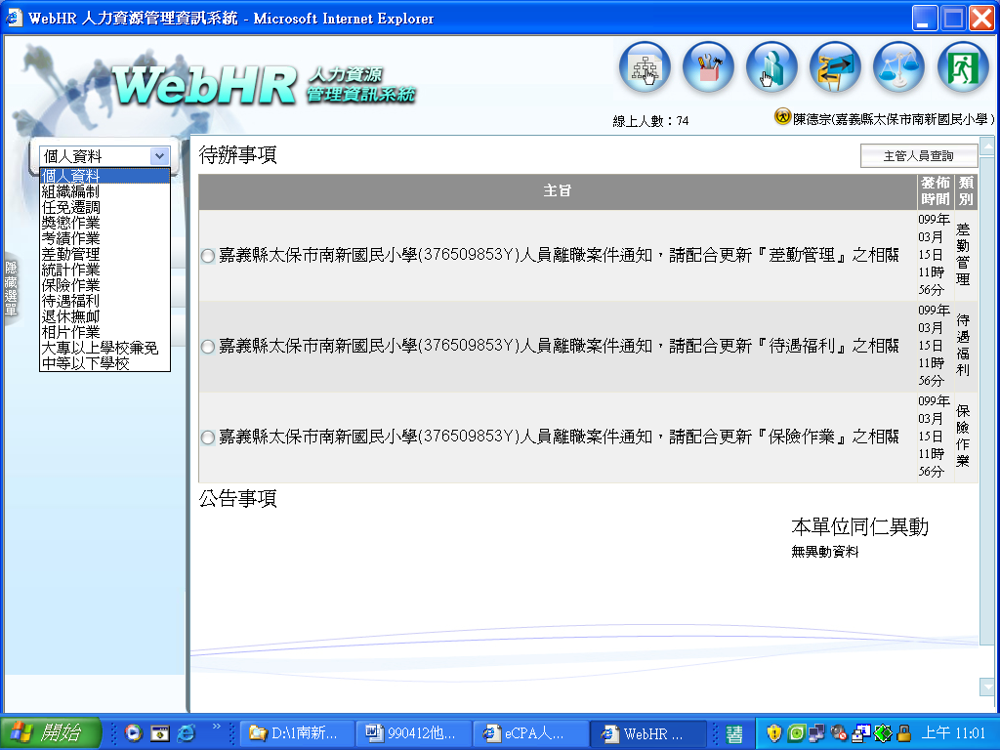 WebHR 人力資源管理資訊系統 - Microsoft Internet Explorer
WebHR 人力資源
管理資訊系統
線上人數：74
陳德宗(嘉義縣太保市南新國民小學)
個人資料
個人資料
組織編制
任免遷調
獎懲作業
考績作業
差勤管理
統計作業
保險作業
待遇福利
退休撫卹
相片作業
大專以上學校兼免
中等以下學校
隱藏選單
待辦事項
主管人員查詢
主旨
發佈時間
類別
嘉義縣太保市南新國民小學(376509853Y)人員離職案件通知，請配合更新『差勤管理』之相關
099年
03月
15日
11時
56分
差勤管理
嘉義縣太保市南新國民小學(376509853Y)人員離職案件通知，請配合更新『待遇福利』之相關
099年
03月
15日
11時
56分
待遇福利
嘉義縣太保市南新國民小學(376509853Y)人員離職案件通知，請配合更新『保險作業』之相關
099年
03月
15日
11時
56分
保險作業
公告事項
本單位同仁異動
無異動資料
開始
D:\1南新...
990412他...
eCPA人...
WebHR ...
上午 11:01